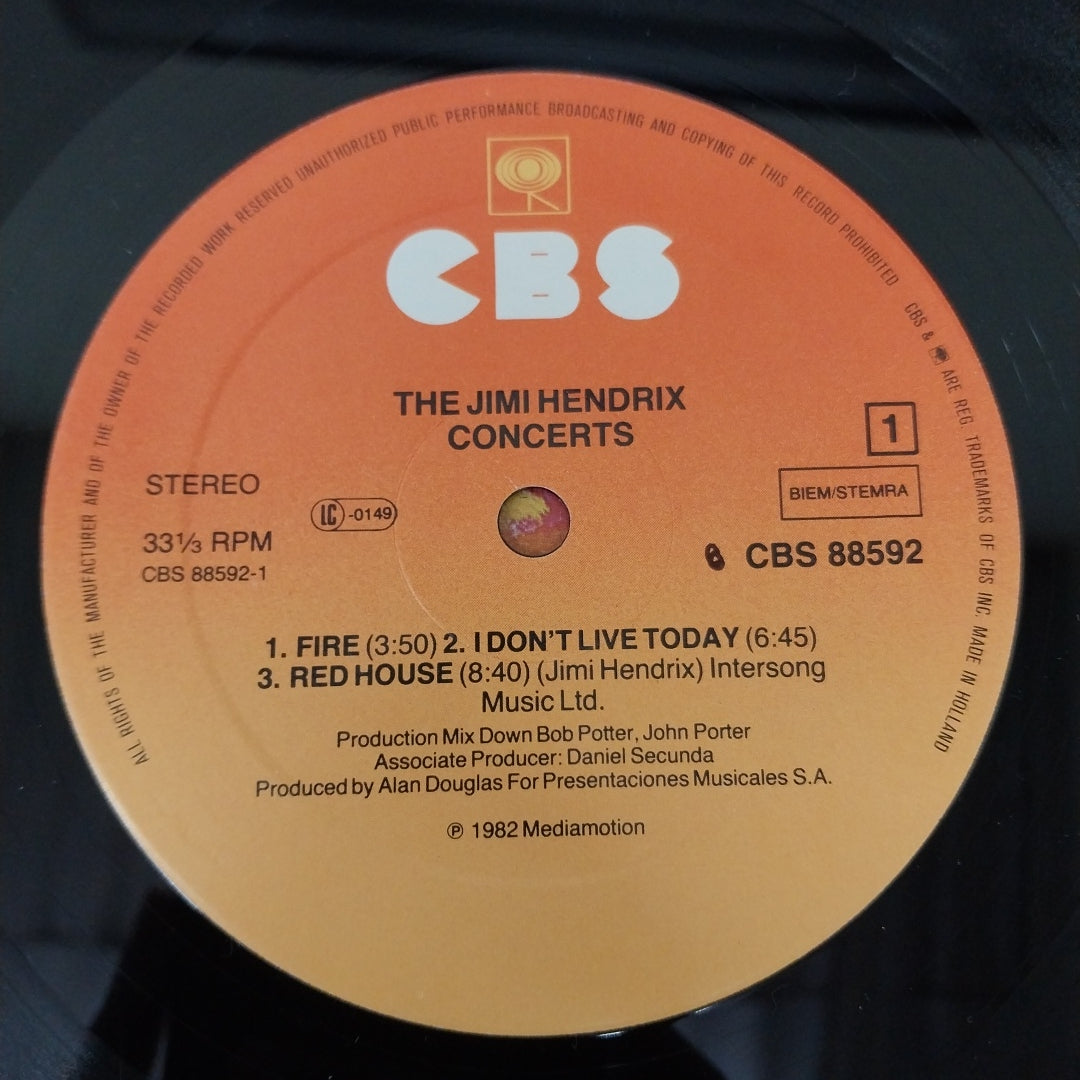 ALL RIGHTS OF THE MANUFACTURER AND OF THE OWNER OF THE RECORDED WORK RESERVED UNAUTHORIZED PUBLIC PERFORMANCE BROADCASTING AND COPYING OF THIS RECORD PROHIBITED CBS & ARE REG. TRADEMARKS OF CBS INC. MADE IN HOLLAND
CBS
THE JIMI HENDRIX
CONCERTS
1
STEREO
BIEM/STEMRA
LC -0149
33⅓ RPM
CBS 88592
CBS 88592-1
1. FIRE (3:50) 2. I DON'T LIVE TODAY (6:45)
3. RED HOUSE (8:40) (Jimi Hendrix) Intersong
Music Ltd.
Production Mix Down Bob Potter, John Porter
Associate Producer: Daniel Secunda
Produced by Alan Douglas For Presentaciones Musicales S.A.
℗ 1982 Mediamotion